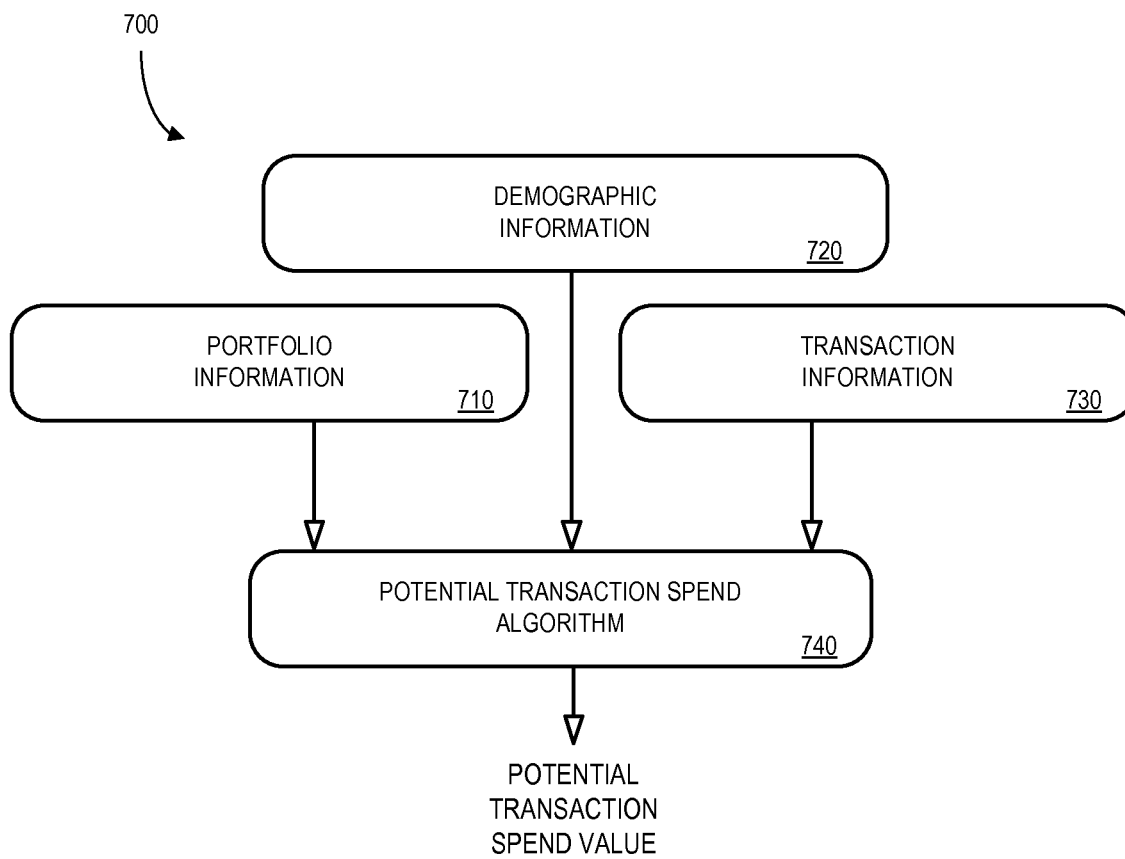 700
DEMOGRAPHIC
INFORMATION
720
PORTFOLIO
INFORMATION
710
TRANSACTION
INFORMATION
730
POTENTIAL TRANSACTION SPEND
ALGORITHM
740
POTENTIAL
TRANSACTION
SPEND VALUE